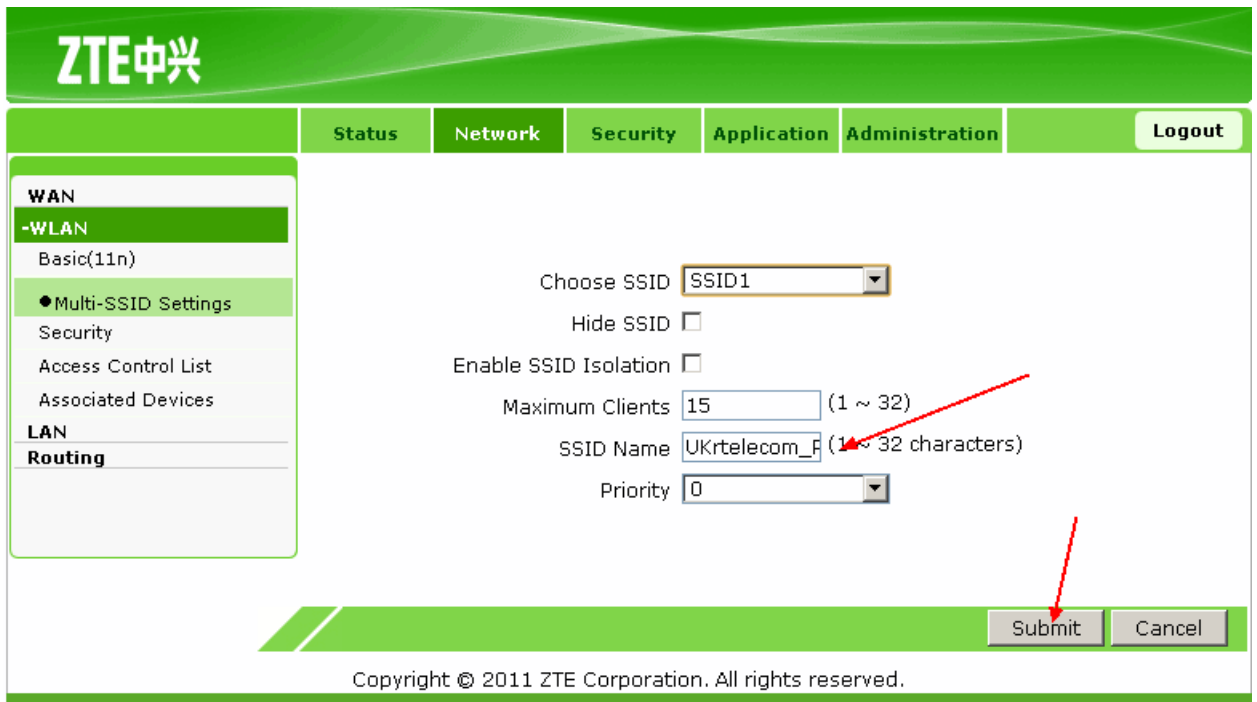 ZTE中兴
Status Network Security Application Administration Logout
WAN
-WLAN
Basic(11n)
Multi-SSID Settings
Security
Access Control List
Associated Devices
LAN
Routing
Choose SSID SSID1
Hide SSID
Enable SSID Isolation
Maximum Clients 15 (1 ~ 32)
SSID Name UKrtelecom_ (1 ~ 32 characters)
Priority 0
Submit Cancel
Copyright © 2011 ZTE Corporation. All rights reserved.